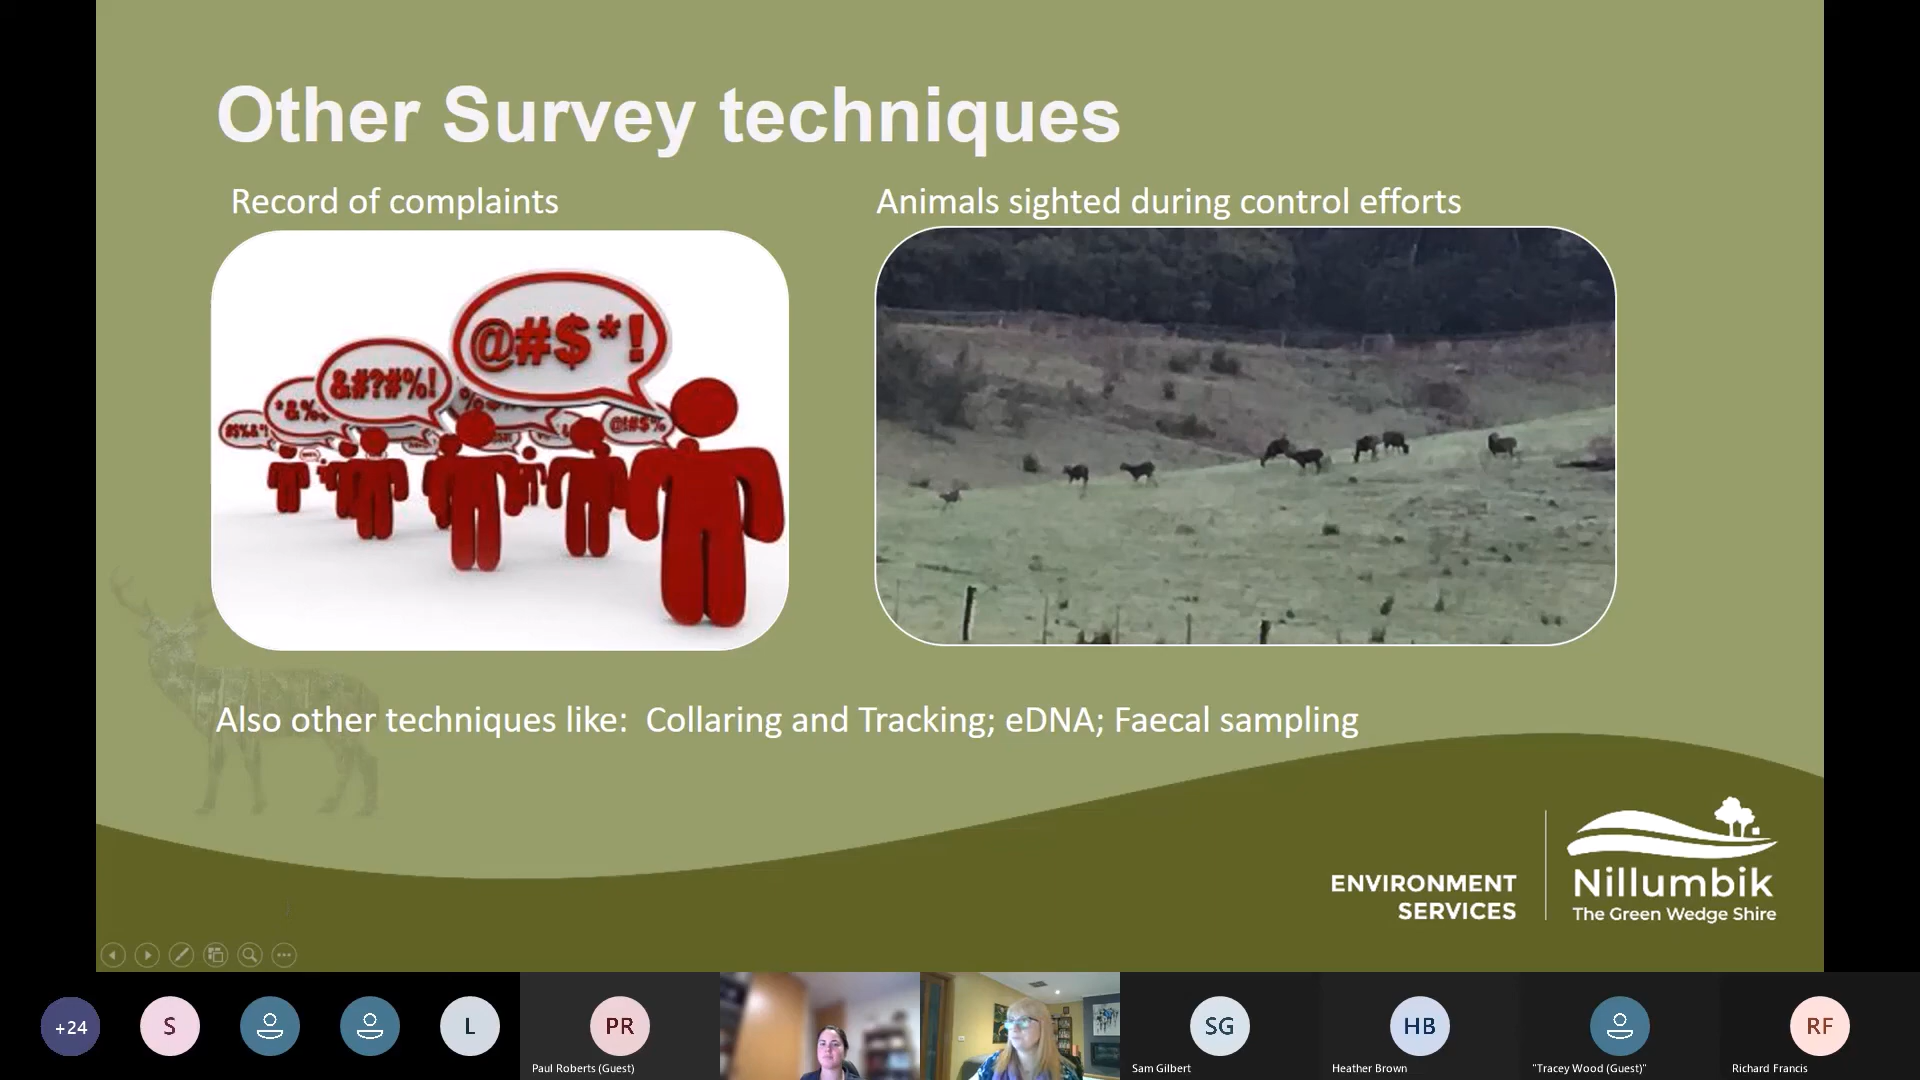 Other Survey techniques
Record of complaints
Animals sighted during control efforts
@#$*!
&#?#%!
*&%
#$%&*!
@!#$%
Also other techniques like:  Collaring and Tracking; eDNA; Faecal sampling
ENVIRONMENT
SERVICES
Nillumbik
The Green Wedge Shire
+24
S
L
PR
SG
HB
RF
Paul Roberts (Guest)
Sam Gilbert
Heather Brown
"Tracey Wood (Guest)"
Richard Francis